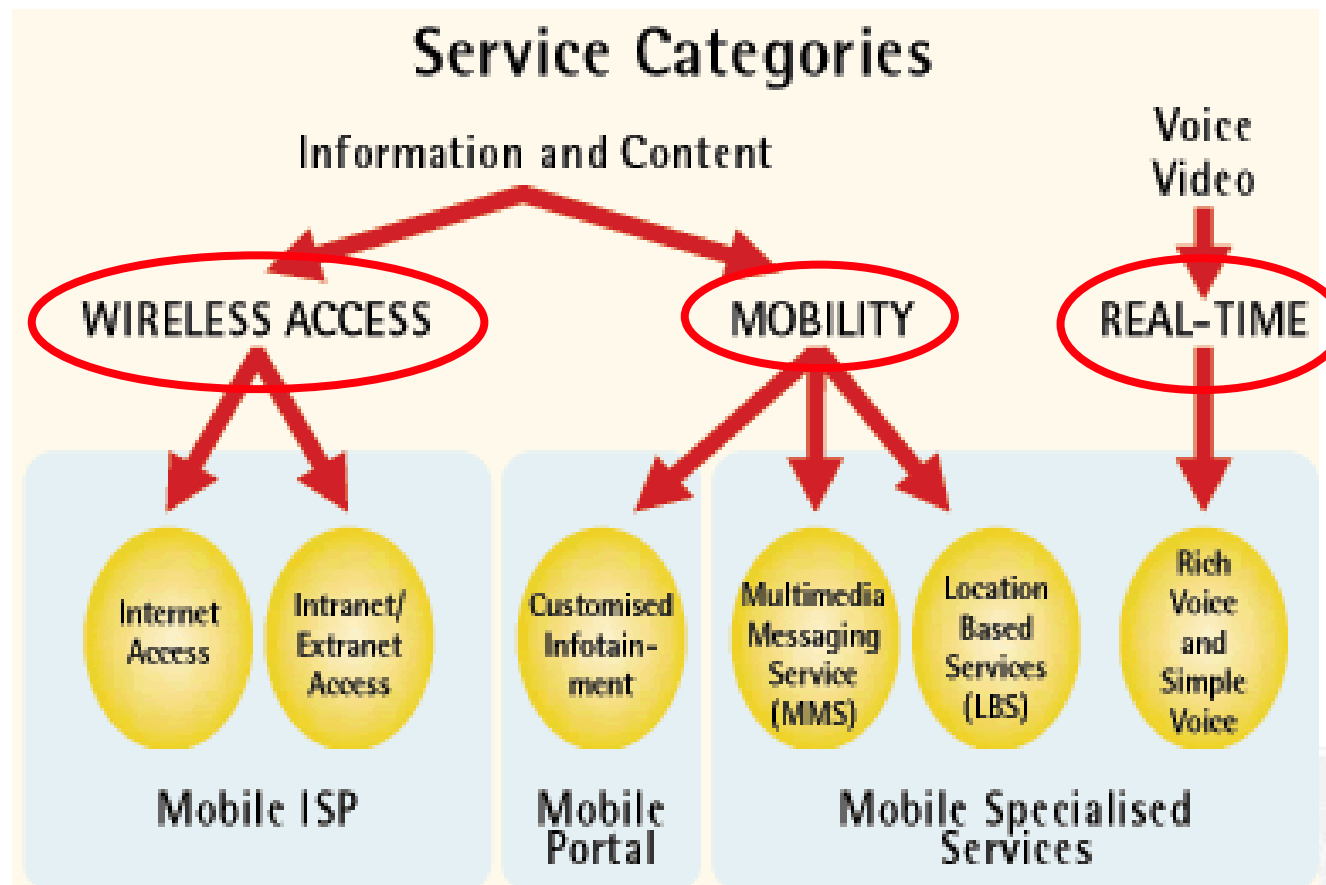 Service Categories
Information and Content
Voice
Video
WIRELESS ACCESS
MOBILITY
REAL-TIME
Internet
Access
Intranet/
Extranet
Access
Customised
Infotain-
ment
Multimedia
Messaging
Service
(MMS)
Location
Based
Services
(LBS)
Rich
Voice
and
Simple
Voice
Mobile ISP
Mobile
Portal
Mobile Specialised
Services